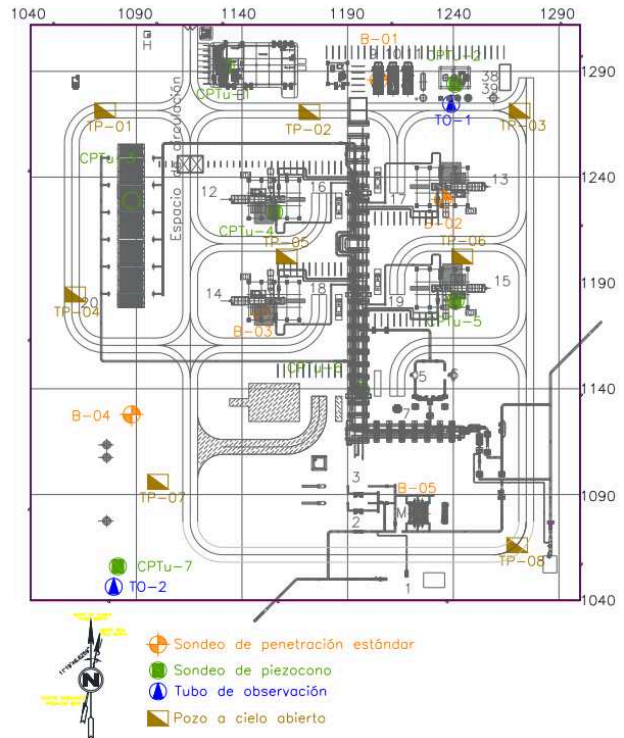 1040 1090 1140 1190 1240 1290
B-01
H
9 10 11 CPTu-2
38
39
1290
CPTu-1
TO-1
TP-01 TP-02 TP-03
CPTu-3
Espacio de circulación
1240
12 16 17 13
CPTu-4 B-02
TP-05 TP-06
1190
14 18 19 15
20
TP-04 B-03 CPTu-5
CPTu-6
5 6
1140
B-04 7
TP-07
3 B-05
1090
2 M
TP-08
CPTu-7
TO-2
1
1040
N
Sondeo de penetración estándar
Sondeo de piezocono
Tubo de observación
Pozo a cielo abierto